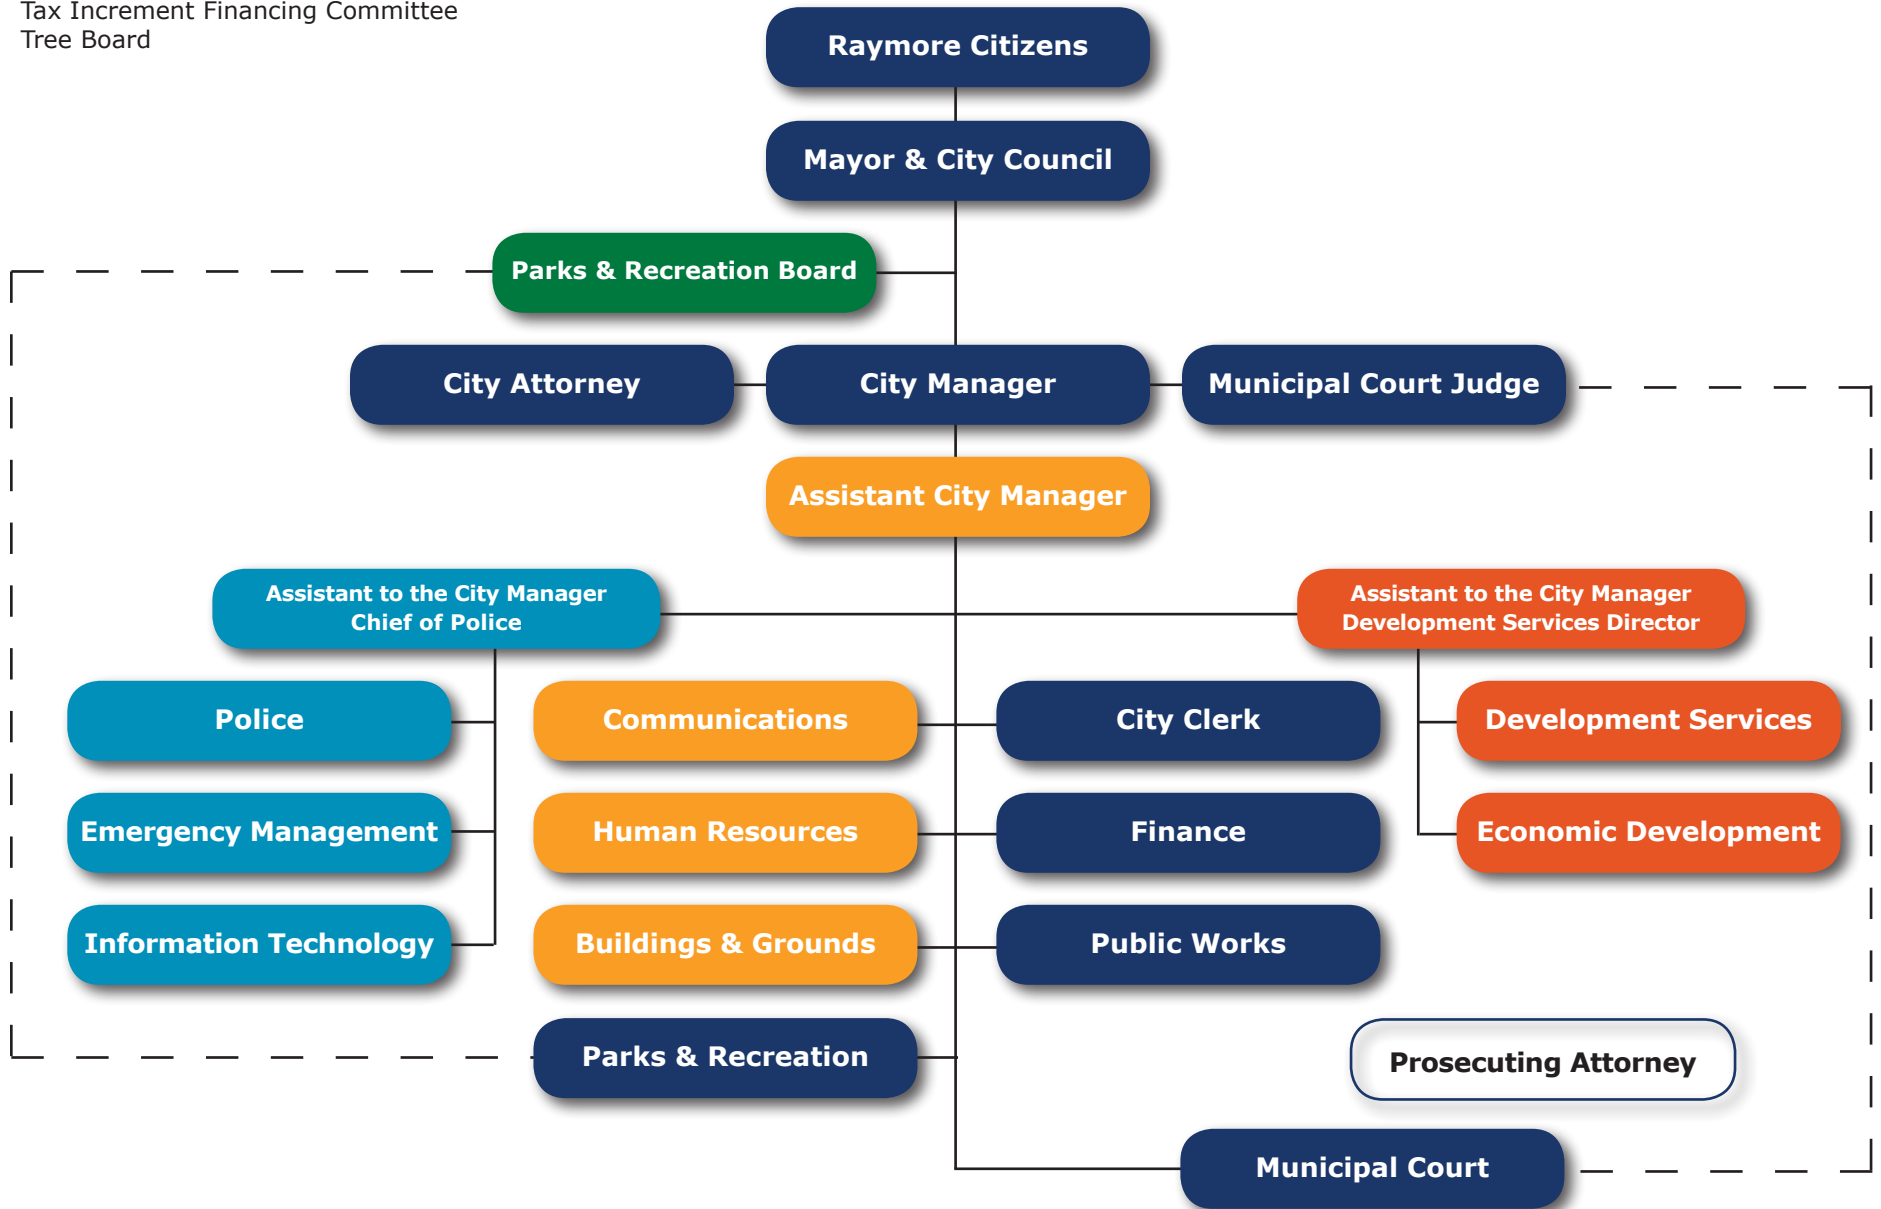 Tax Increment Financing Committee
Tree Board
Raymore Citizens
Mayor & City Council
Parks & Recreation Board
City Attorney
City Manager
Municipal Court Judge
Assistant City Manager
Assistant to the City Manager
Chief of Police
Assistant to the City Manager
Development Services Director
Police
Communications
City Clerk
Development Services
Emergency Management
Human Resources
Finance
Economic Development
Information Technology
Buildings & Grounds
Public Works
Parks & Recreation
Prosecuting Attorney
Municipal Court